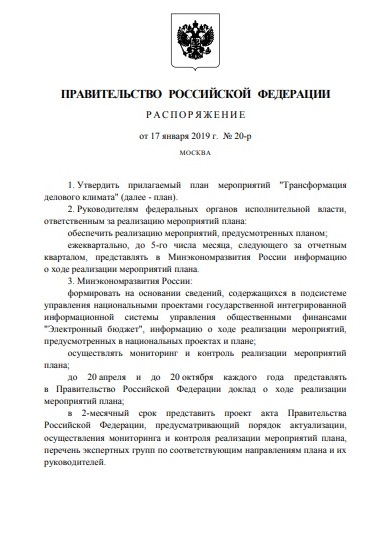 ПРАВИТЕЛЬСТВО РОССИЙСКОЙ ФЕДЕРАЦИИ
РАСПОРЯЖЕНИЕ
от 17 января 2019 г. № 20-р
МОСКВА
1. Утвердить прилагаемый план мероприятий "Трансформация
делового климата" (далее - план).
2. Руководителям федеральных органов исполнительной власти,
ответственным за реализацию мероприятий плана:
обеспечить реализацию мероприятий, предусмотренных планом;
ежеквартально, до 5-го числа месяца, следующего за отчетным
кварталом, представлять в Минэкономразвития России информацию
о ходе реализации мероприятий плана.
3. Минэкономразвития России:
формировать на основании сведений, содержащихся в подсистеме
управления национальными проектами государственной интегрированной
информационной системы управления общественными финансами
"Электронный бюджет", информацию о ходе реализации мероприятий,
предусмотренных в национальных проектах и плане;
осуществлять мониторинг и контроль реализации мероприятий
плана;
до 20 апреля и до 20 октября каждого года представлять
в Правительство Российской Федерации доклад о ходе реализации
мероприятий плана;
в 2-месячный срок представить проект акта Правительства
Российской Федерации, предусматривающий порядок актуализации,
осуществления мониторинга и контроля реализации мероприятий плана,
перечень экспертных групп по соответствующим направлениям плана и их
руководителей.